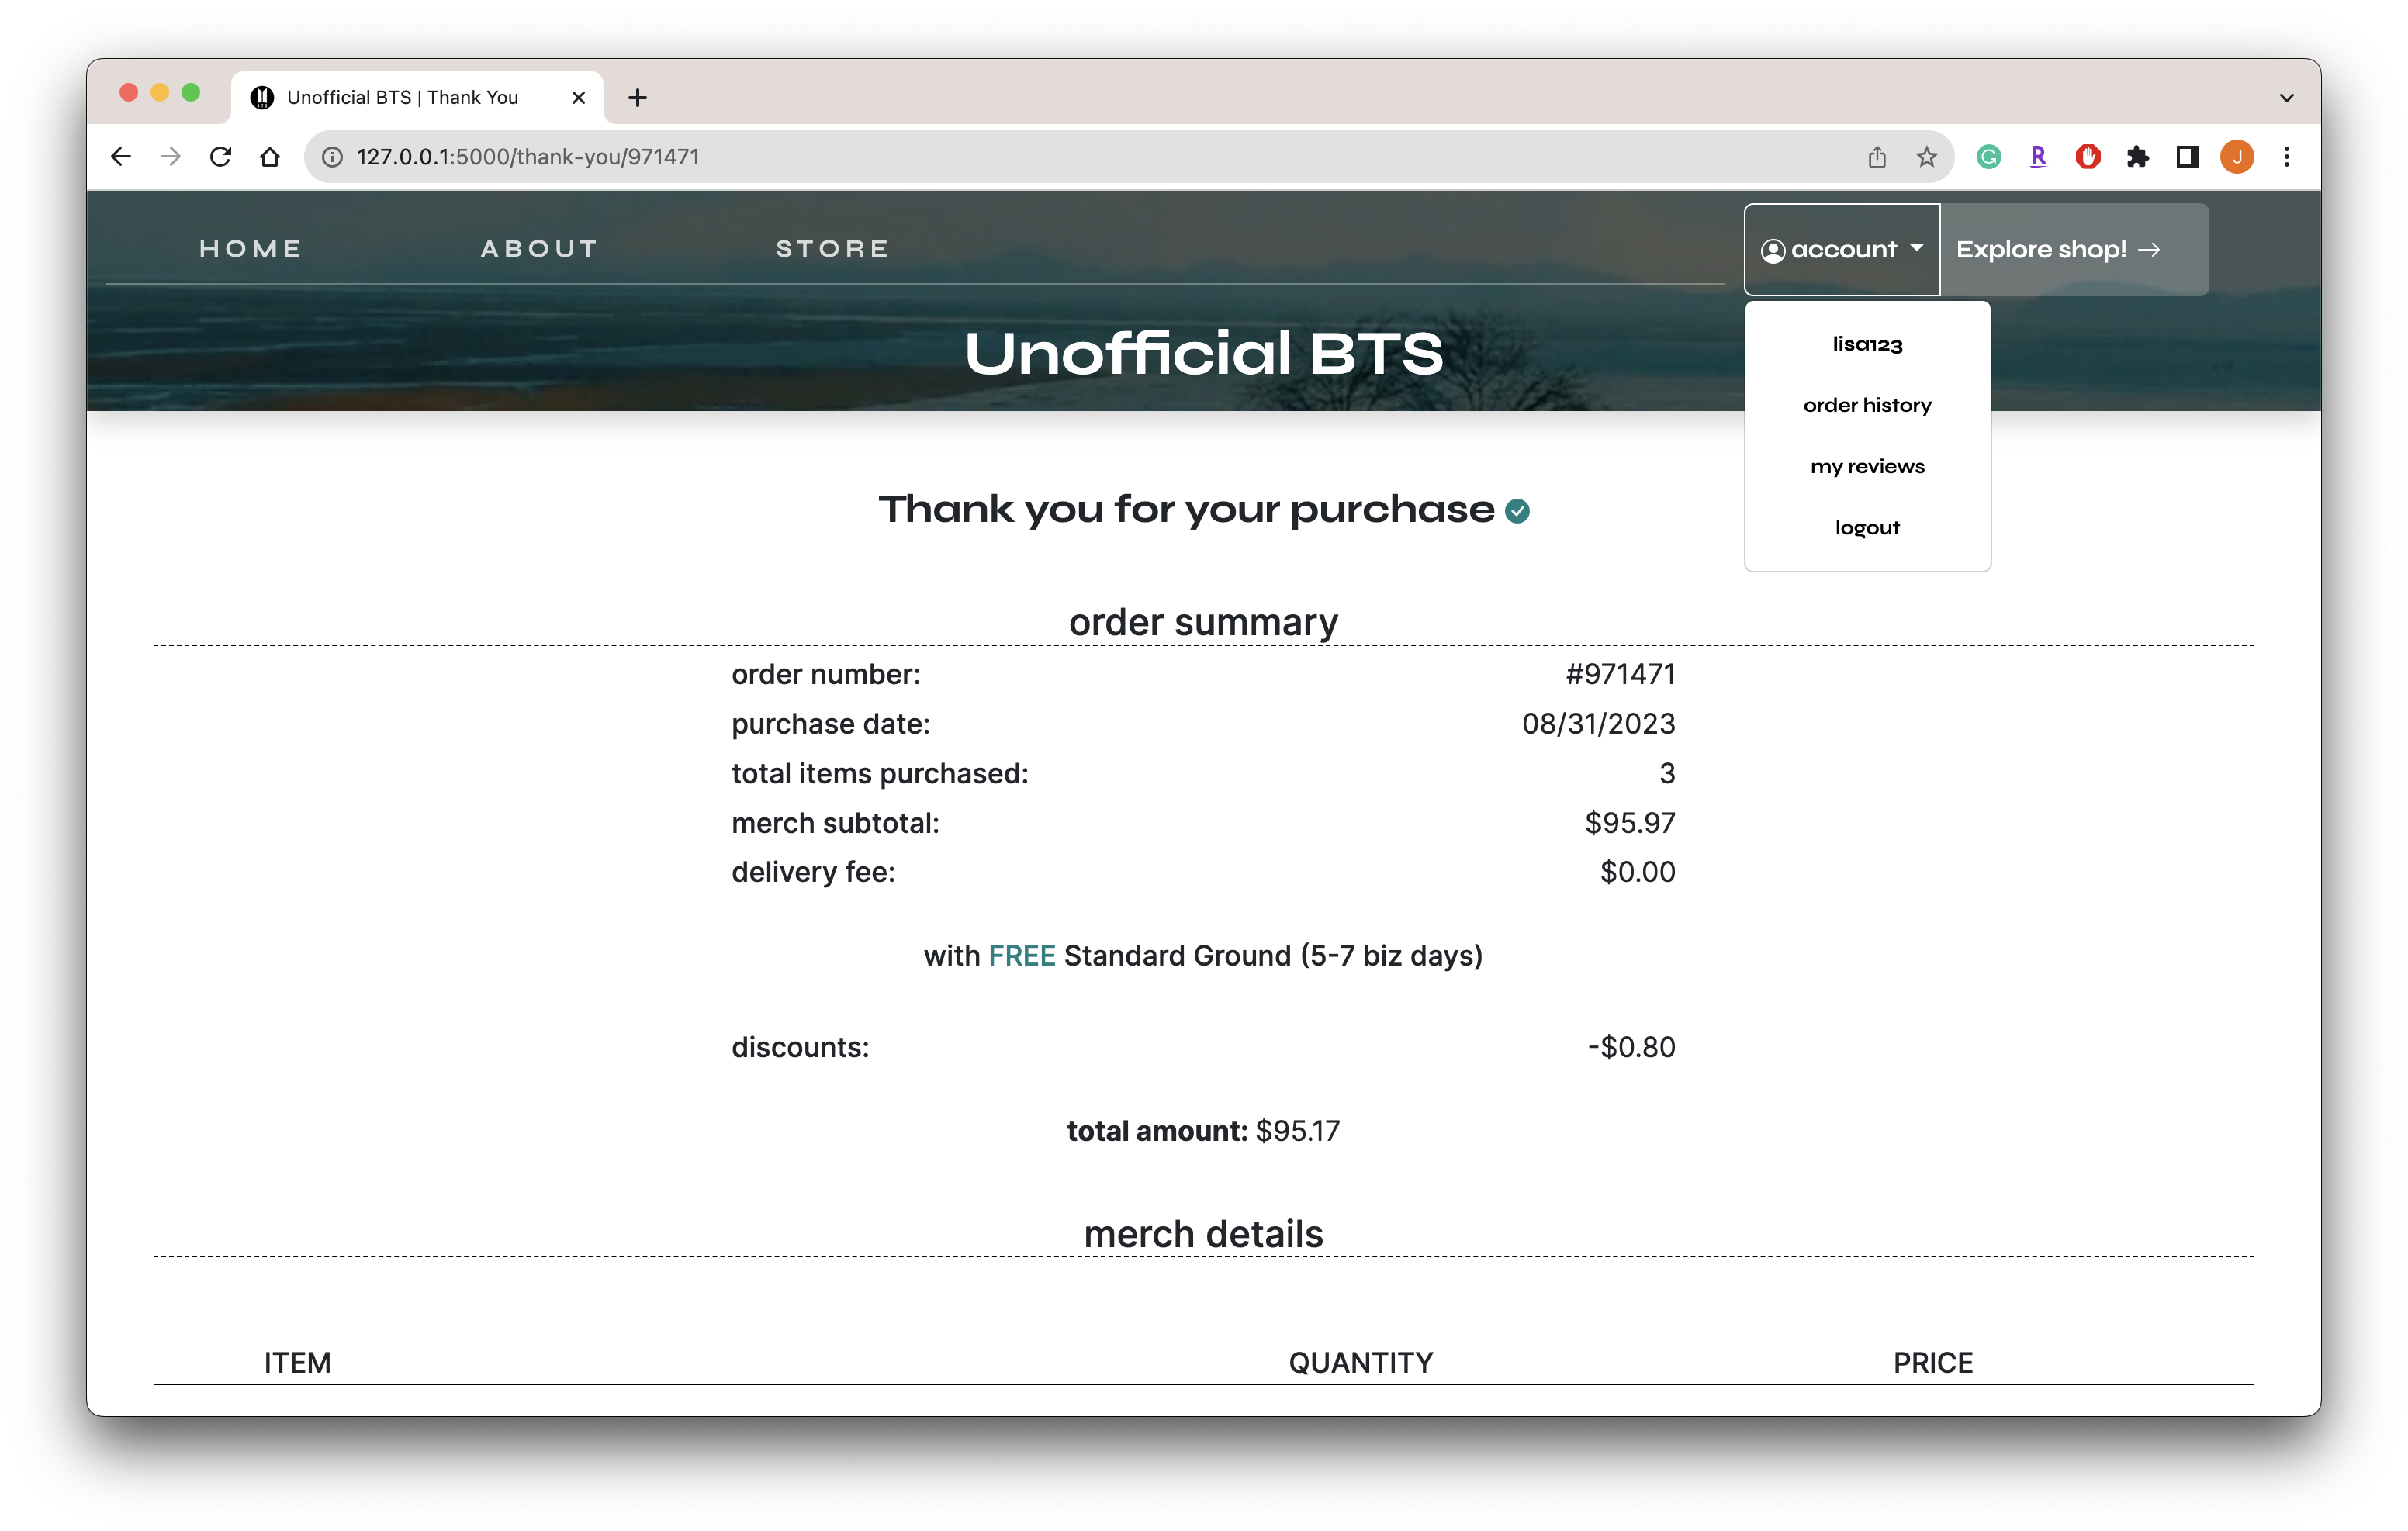 Unofficial BTS | Thank You
127.0.0.1:5000/thank-you/971471
G
R
J
HOME ABOUT STORE
account Explore shop! →
Unofficial BTS
lisa123
order history
my reviews
logout
Thank you for your purchase
order summary
order number: #971471
purchase date: 08/31/2023
total items purchased: 3
merch subtotal: $95.97
delivery fee: $0.00
with FREE Standard Ground (5-7 biz days)
discounts: -$0.80
total amount: $95.17
merch details
ITEM QUANTITY PRICE